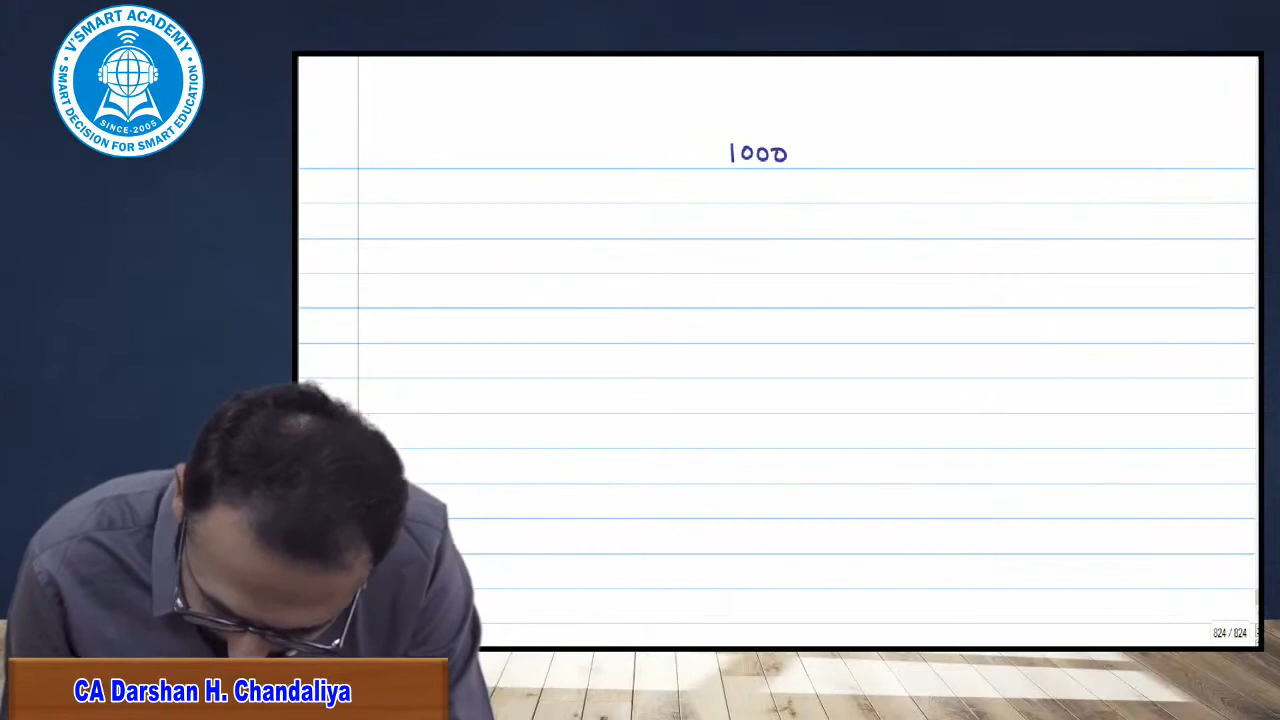 V'SMART ACADEMY
SMART DECISION FOR SMART EDUCATION
SINCE-2005
1000
824 / 824
CA Darshan H. Chandaliya